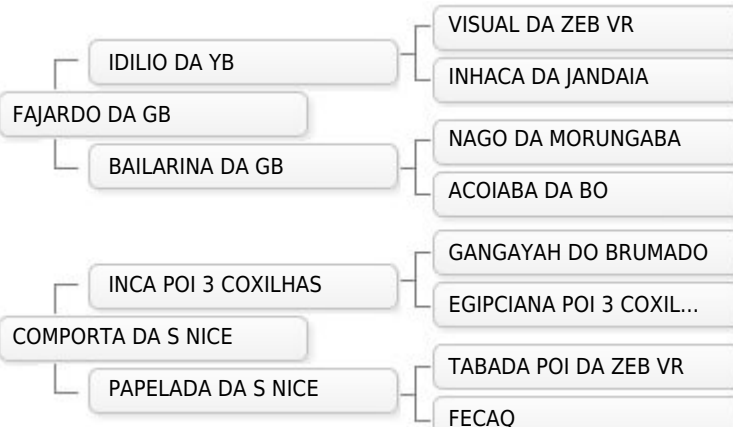 VISUAL DA ZEB VR
IDILIO DA YB
INHACA DA JANDAIA
FAJARDO DA GB
NAGO DA MORUNGABA
BAILARINA DA GB
ACOIABA DA BO
GANGAYAH DO BRUMADO
INCA POI 3 COXILHAS
EGIPCIANA POI 3 COXIL...
COMPORTA DA S NICE
TABADA POI DA ZEB VR
PAPELADA DA S NICE
FECAQ